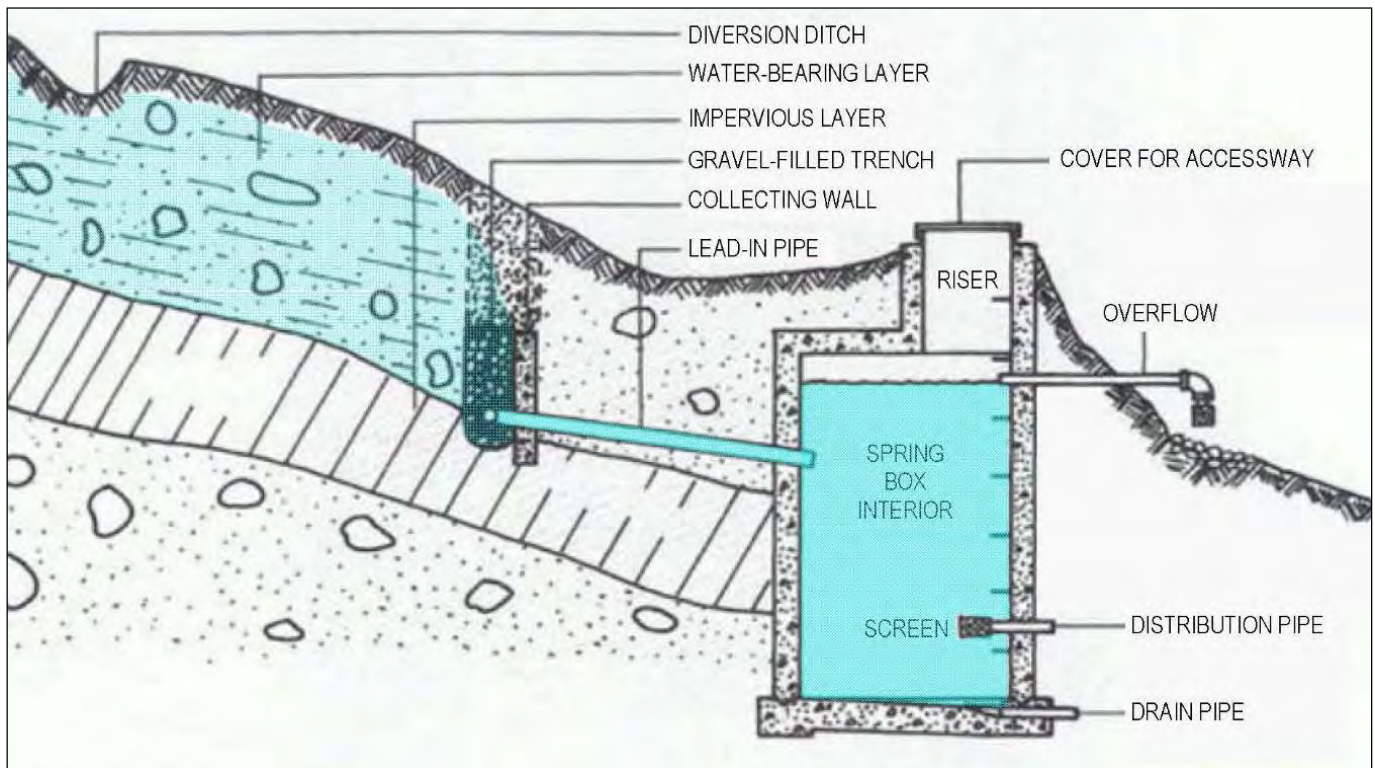 DIVERSION DITCH
WATER-BEARING LAYER
IMPERVIOUS LAYER
GRAVEL-FILLED TRENCH
COLLECTING WALL
LEAD-IN PIPE
COVER FOR ACCESSWAY
RISER
OVERFLOW
SPRING
BOX
INTERIOR
SCREEN
DISTRIBUTION PIPE
DRAIN PIPE